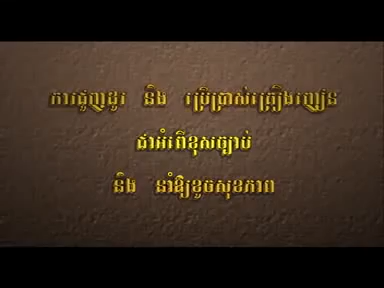 ការជួញដូរ នឹង ប្រើប្រាស់គ្រឿងញៀន
ជាអំពើខុសច្បាប់
នឹង នាំឱ្យខូចសុខភាព